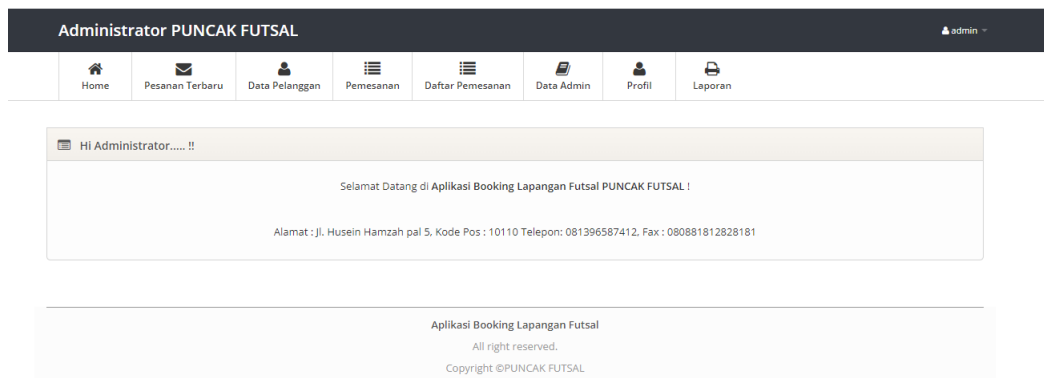 Administrator PUNCAK FUTSAL
admin
Home Pesanan Terbaru Data Pelanggan Pemesanan Daftar Pemesanan Data Admin Profil Laporan
Hi Administrator..... !!
Selamat Datang di Aplikasi Booking Lapangan Futsal PUNCAK FUTSAL !
Alamat : Jl. Husein Hamzah pal 5, Kode Pos : 10110 Telepon: 081396587412, Fax : 080881812828181
Aplikasi Booking Lapangan Futsal
All right reserved.
Copyright ©PUNCAK FUTSAL